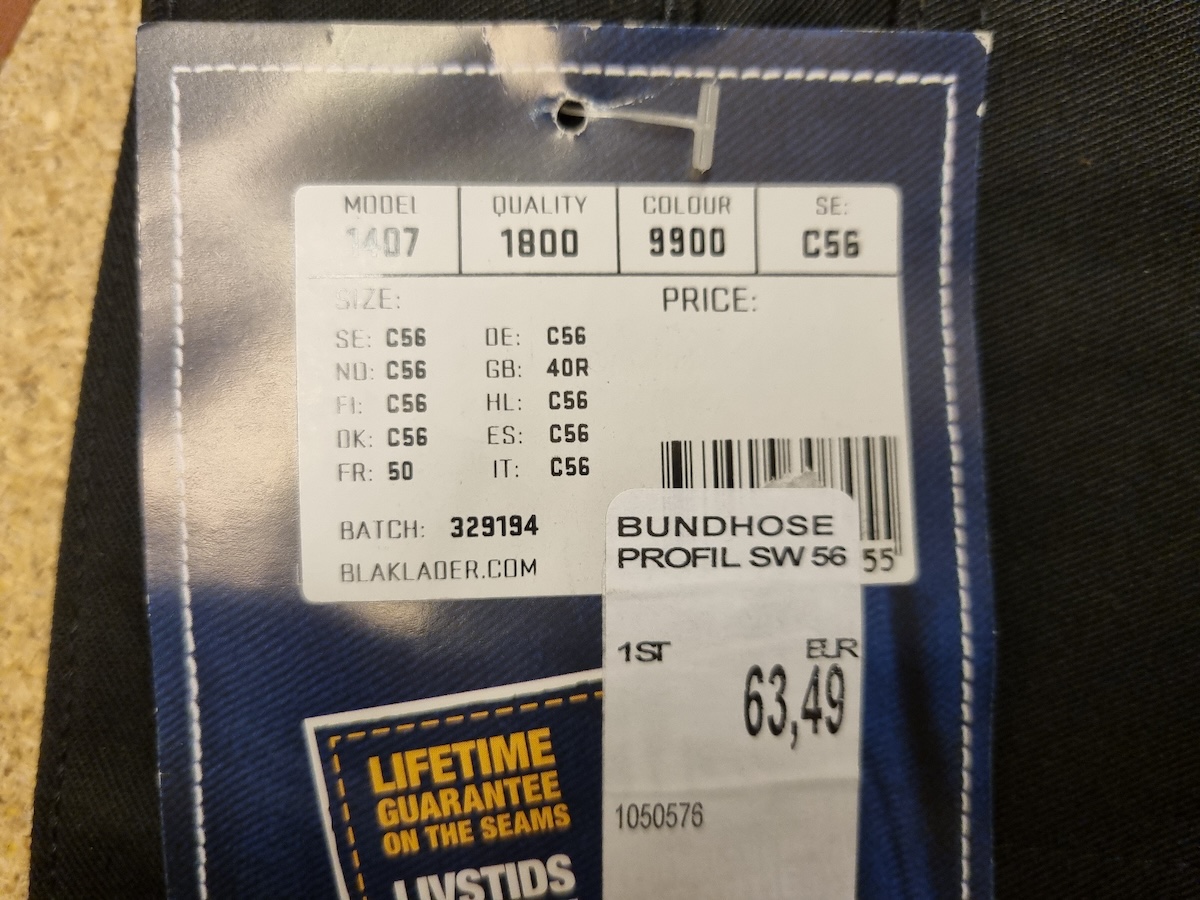 MODEL QUALITY COLOUR SE:
1407 1800 9900 C56
SIZE: PRICE:
SE: C56 DE: C56
NO: C56 GB: 40R
FI: C56 HL: C56
DK: C56 ES: C56
FR: 50 IT: C56
BATCH: 329194
BLAKLADER.COM
55
BUNDHOSE
PROFIL SW 56
1ST EUR
63,49
1050576
LIFETIME
GUARANTEE
ON THE SEAMS
LIVSTIDS